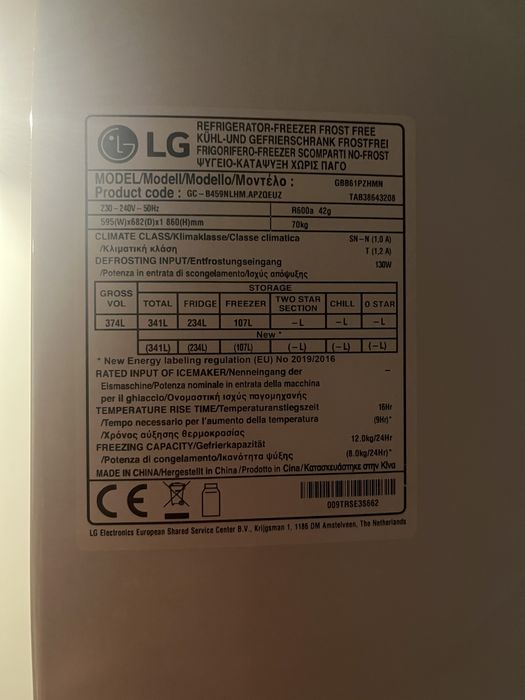 LG
REFRIGERATOR-FREEZER FROST FREE
KÜHL-UND GEFRIERSCHRANK FROSTFREI
FRIGORIFERO-FREEZER SCOMPARTI NO-FROST
ΨΥΓΕΙΟ-ΚΑΤΑΨΥΞΗ ΧΩΡΙΣ ΠΑΓΟ
MODEL/Modell/Modello/Μοντέλο : GBB61PZHMN
Product code : GC-B459NLHM.APZQEUZ TAB38643208
230-240V~50Hz R600a 42g
595(W)x682(D)x1 860(H)mm 70kg
CLIMATE CLASS/Klimaklasse/Classe climatica SN-N (1,0 A)
/Κλιματική κλάση T (1,2 A)
DEFROSTING INPUT/Entfrostungseingang 130W
/Potenza in entrata di scongelamento/Ισχύς απόψυξης
GROSS VOL STORAGE
TOTAL FRIDGE FREEZER TWO STAR SECTION CHILL 0 STAR
374L 341L 234L 107L -L -L -L
New *
(341L) (234L) (107L) (-L) (-L) (-L)
* New Energy labeling regulation (EU) No 2019/2016
RATED INPUT OF ICEMAKER/Nenneingang der -
Eismaschine/Potenza nominale in entrata della macchina
per il ghiaccio/Ονομαστική ισχύς παγομηχανής
TEMPERATURE RISE TIME/Temperaturanstiegszeit 16Hr
/Tempo necessario per l'aumento della temperatura (9Hr)*
/Χρόνος αύξησης θερμοκρασίας
FREEZING CAPACITY/Gefrierkapazität 12.0kg/24Hr
/Potenza di congelamento/Ικανότητα ψύξης (8.0kg/24Hr)*
MADE IN CHINA/Hergestellt in China/Prodotto in Cina/Κατασκευάστηκε στην Κίνα
CE
009TRSE3S662
LG Electronics European Shared Service Center B.V., Krijgsman 1, 1186 DM Amstelveen, The Netherlands